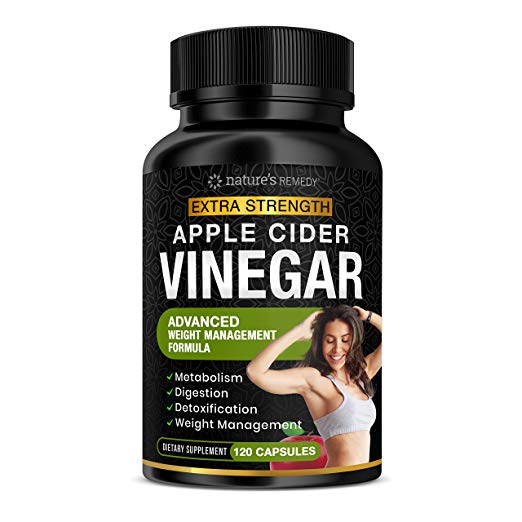 nature's REMEDY
EXTRA STRENGTH
APPLE CIDER
VINEGAR
ADVANCED
WEIGHT MANAGEMENT
FORMULA
✓Metabolism
✓Digestion
✓Detoxification
✓Weight Management
DIETARY SUPPLEMENT 120 CAPSULES